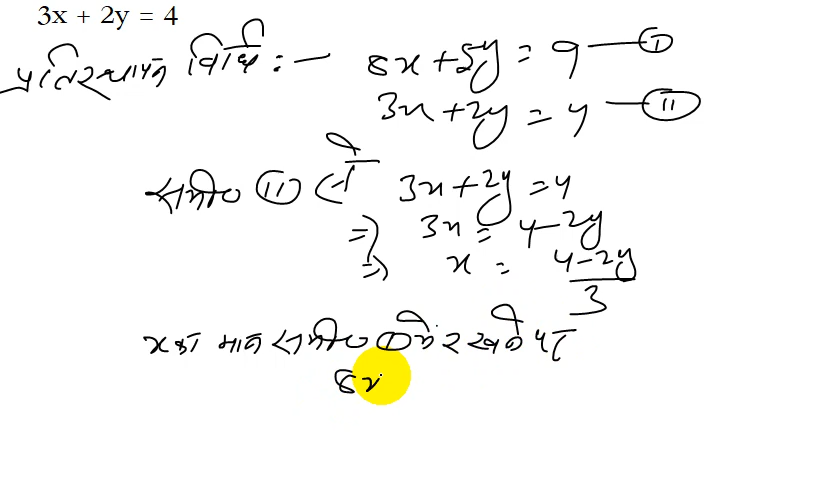 3x + 2y = 4
प्रतिस्थापन विधि :— 8x + 5y = 9 — I
3x + 2y = 4 — II
समी० II से 3x + 2y = 4
⇒ 3x = 4 - 2y
⇒ x = (4 - 2y)/3
x का मान समी० I में रखने पर
8x